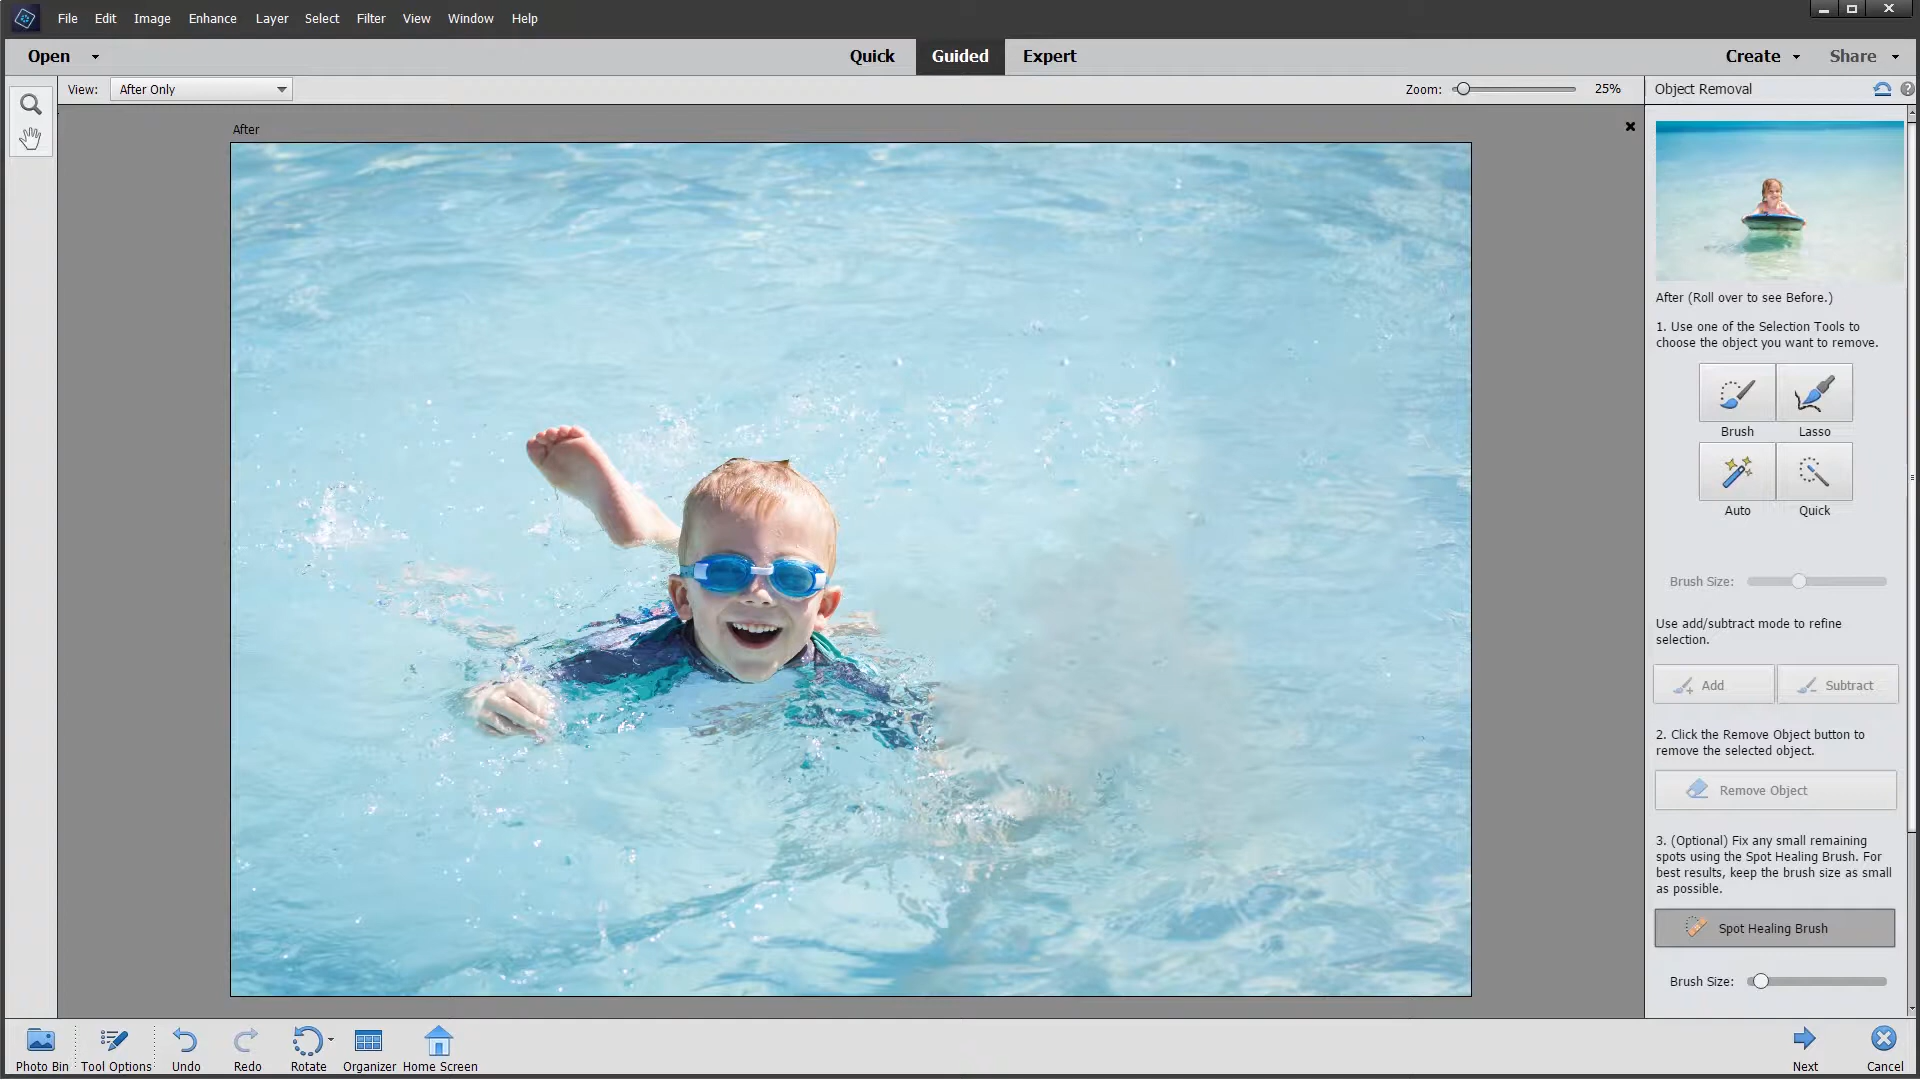 File Edit Image Enhance Layer Select Filter View Window Help
Open Quick Guided Expert Create Share
View: After Only Zoom: 25% Object Removal
After
After (Roll over to see Before.)
1. Use one of the Selection Tools to
choose the object you want to remove.
Brush Lasso
Auto Quick
Brush Size:
Use add/subtract mode to refine
selection.
Add Subtract
2. Click the Remove Object button to
remove the selected object.
Remove Object
3. (Optional) Fix any small remaining
spots using the Spot Healing Brush. For
best results, keep the brush size as small
as possible.
Spot Healing Brush
Brush Size:
Photo Bin Tool Options Undo Redo Rotate Organizer Home Screen Next Cancel